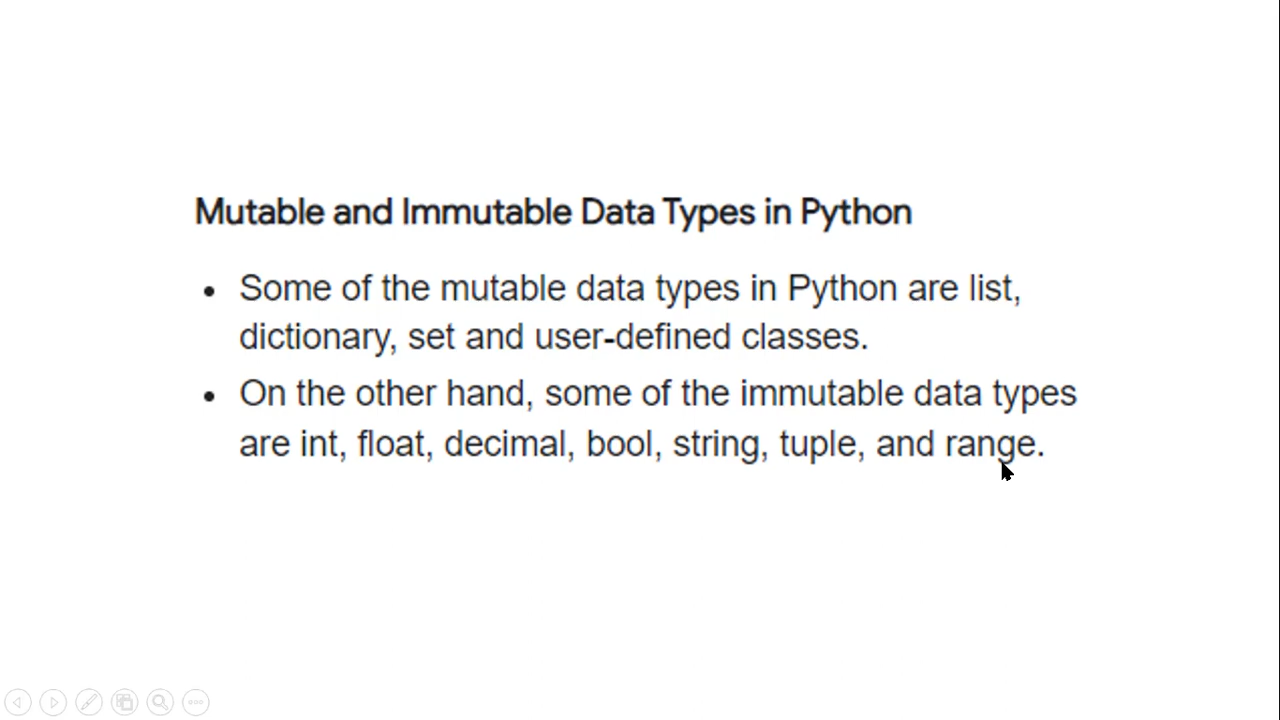 Mutable and Immutable Data Types in Python
• Some of the mutable data types in Python are list,
dictionary, set and user-defined classes.
• On the other hand, some of the immutable data types
are int, float, decimal, bool, string, tuple, and range.